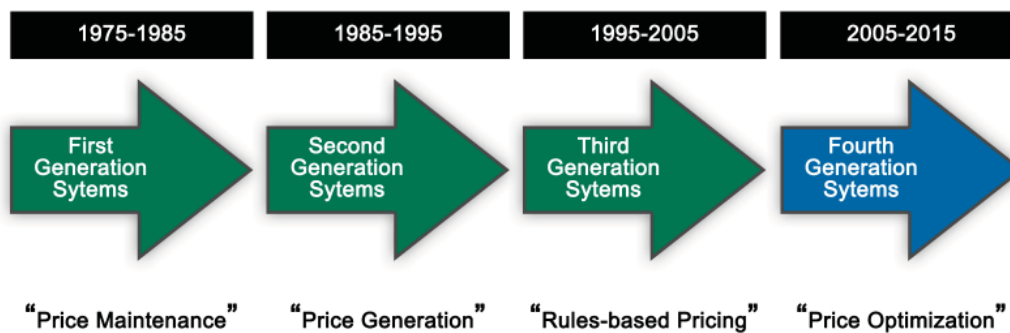 1975-1985
1985-1995
1995-2005
2005-2015
First
Generation
Sytems
Second
Generation
Sytems
Third
Generation
Sytems
Fourth
Generation
Sytems
“Price Maintenance”
“Price Generation”
“Rules-based Pricing”
“Price Optimization”